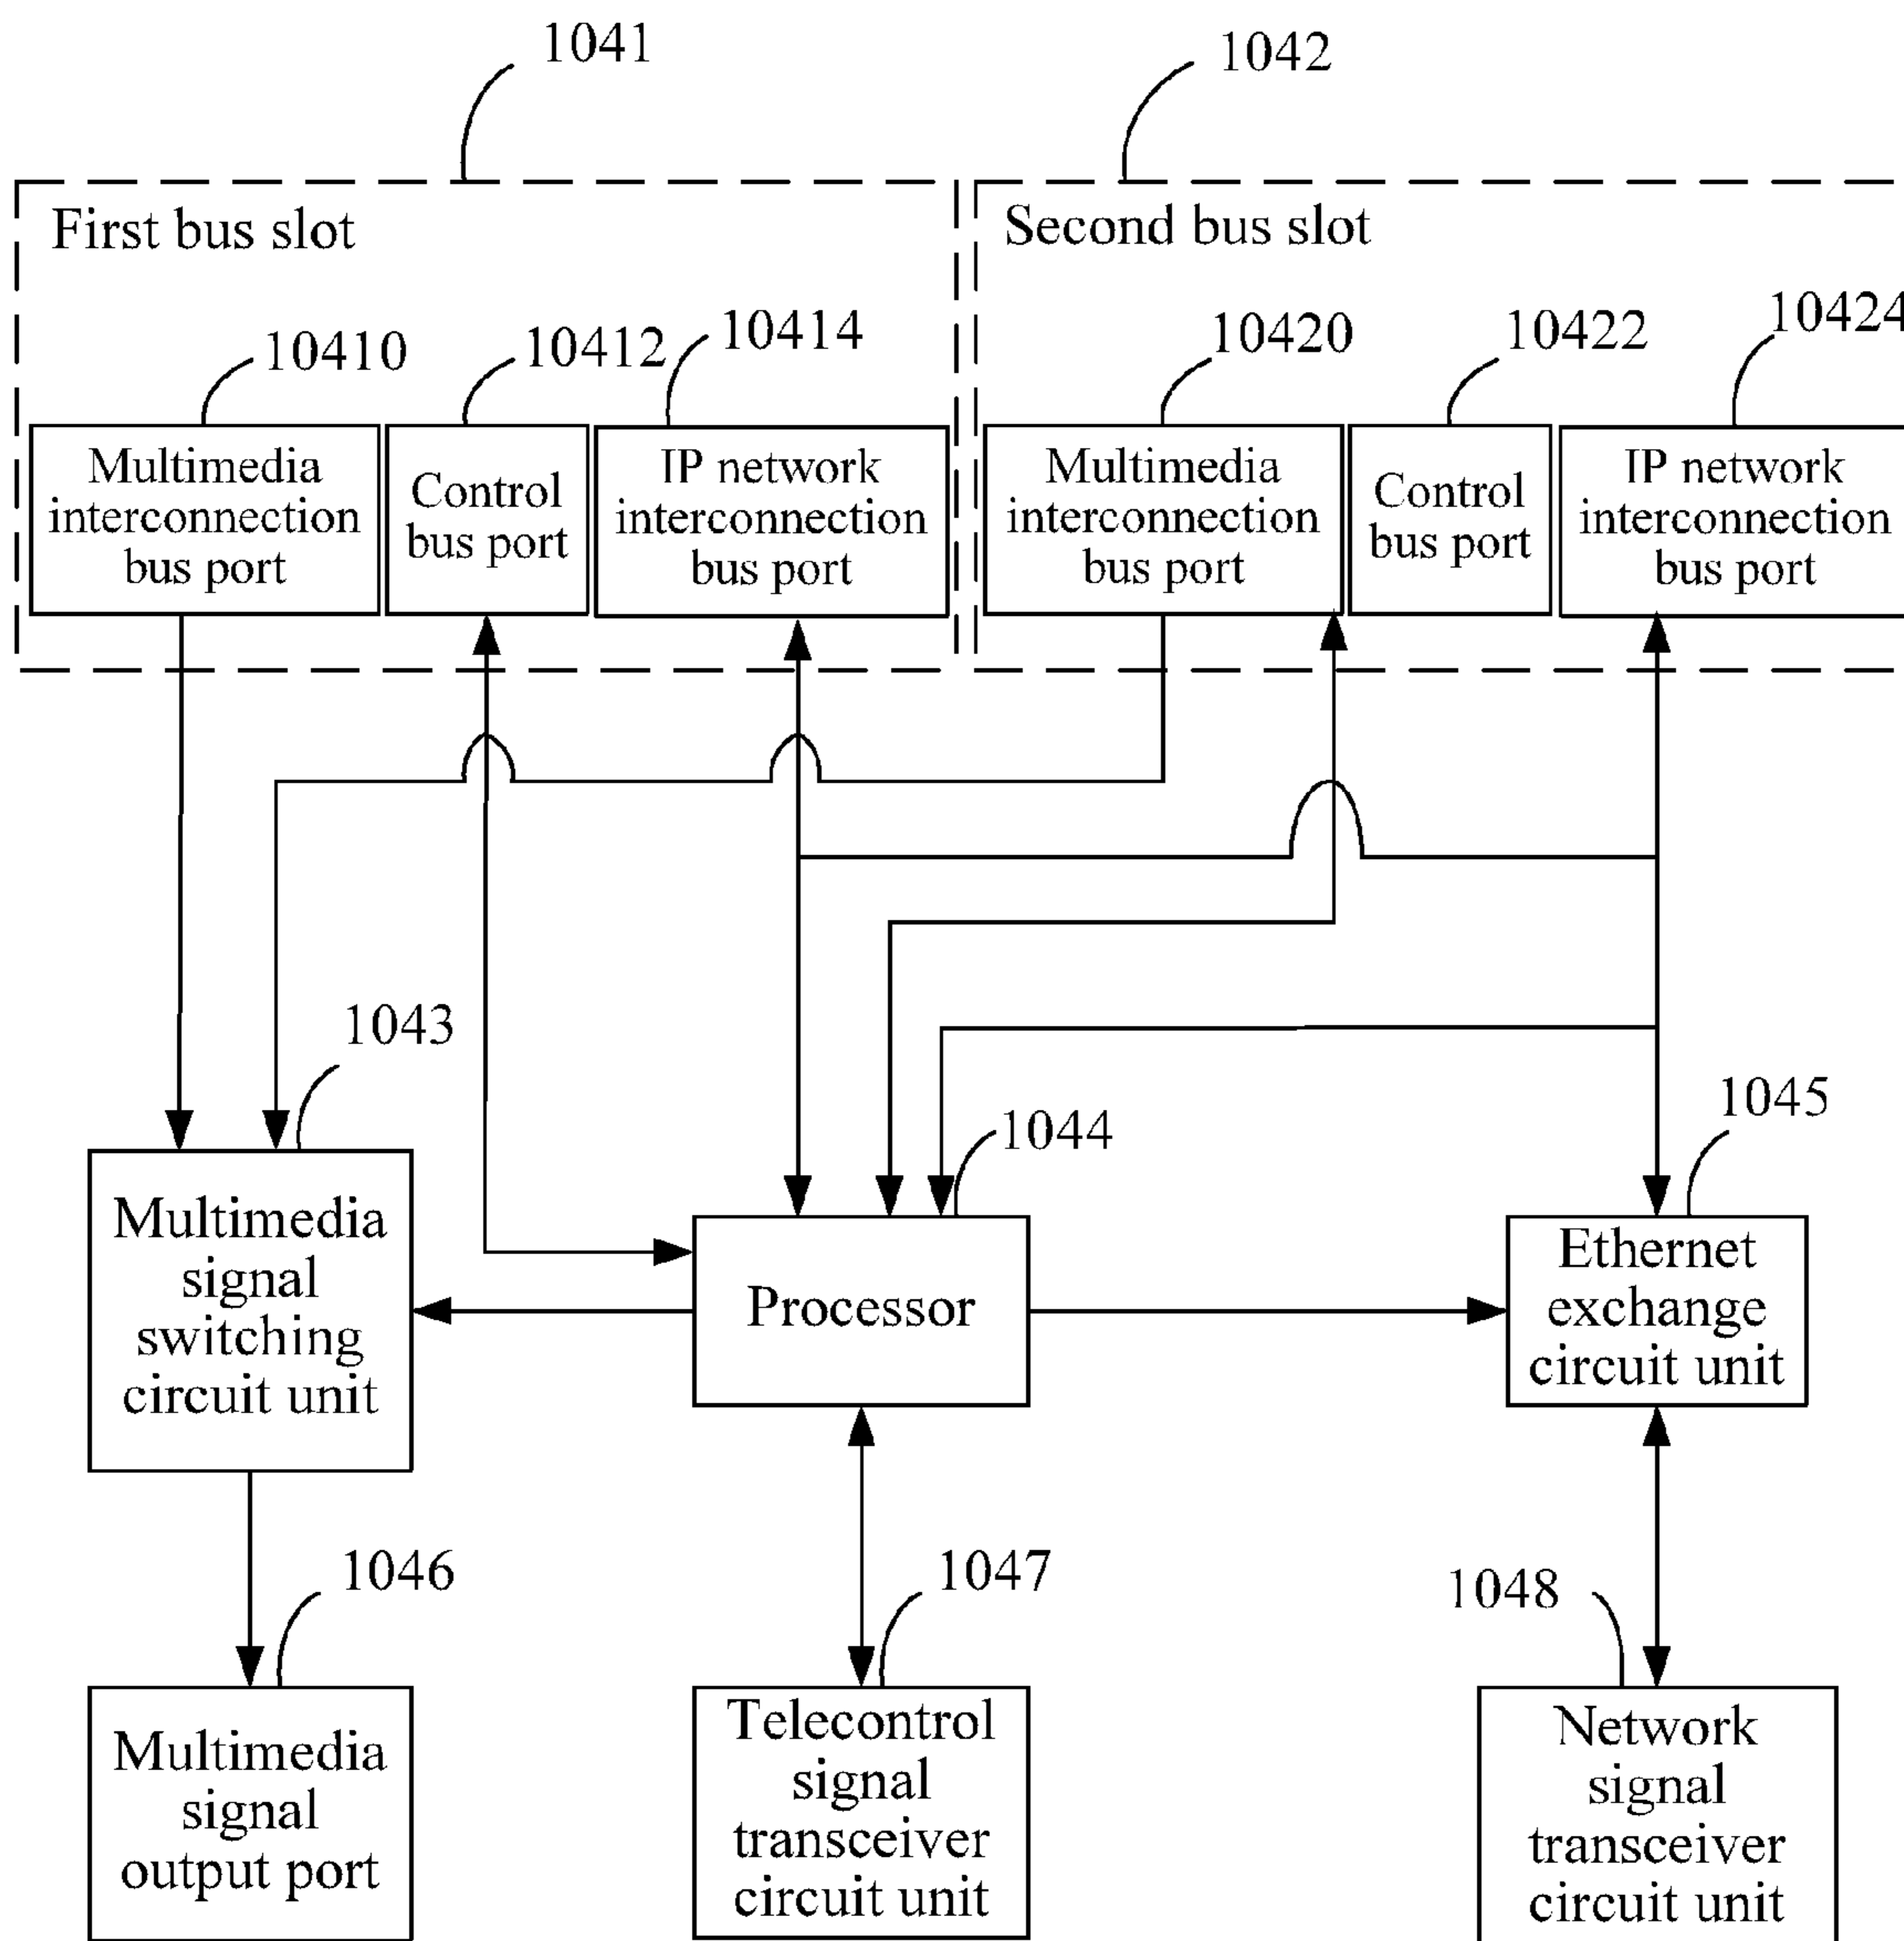 1041
1042
First bus slot
Second bus slot
10410
10412
10414
10420
10422
10424
Multimedia
interconnection
bus port
Control
bus port
IP network
interconnection
bus port
Multimedia
interconnection
bus port
Control
bus port
IP network
interconnection
bus port
1043
1044
1045
Multimedia
signal
switching
circuit unit
Processor
Ethernet
exchange
circuit unit
1046
1047
1048
Multimedia
signal
output port
Telecontrol
signal
transceiver
circuit unit
Network
signal
transceiver
circuit unit